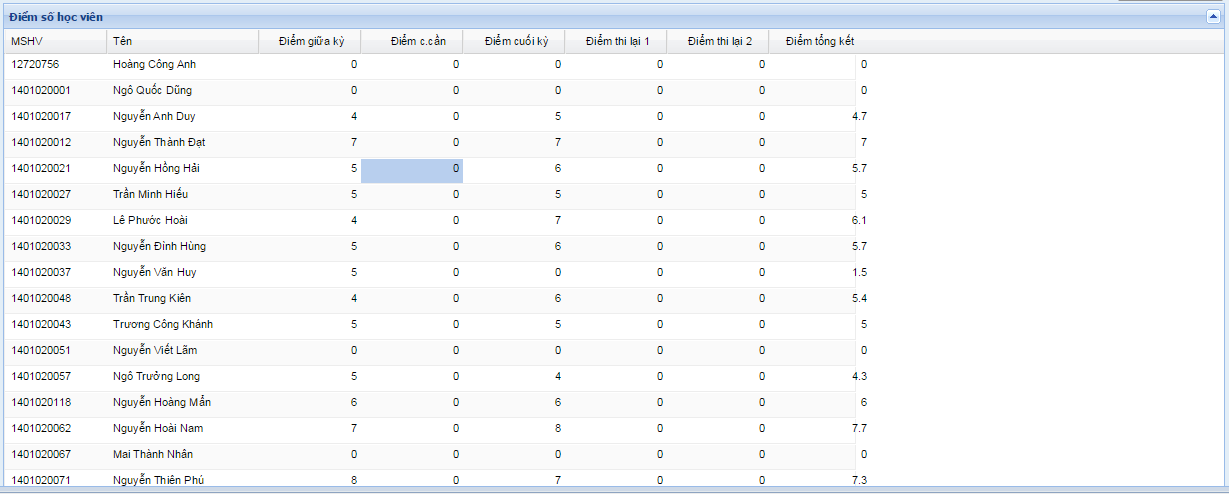 Điểm số học viên
MSHV Tên Điểm giữa kỳ Điểm c.cần Điểm cuối kỳ Điểm thi lại 1 Điểm thi lại 2 Điểm tổng kết
12720756 Hoàng Công Anh 0 0 0 0 0 0
1401020001 Ngô Quốc Dũng 0 0 0 0 0 0
1401020017 Nguyễn Anh Duy 4 0 5 0 0 4.7
1401020012 Nguyễn Thành Đạt 7 0 7 0 0 7
1401020021 Nguyễn Hồng Hải 5 0 6 0 0 5.7
1401020027 Trần Minh Hiếu 5 0 5 0 0 5
1401020029 Lê Phước Hoài 4 0 7 0 0 6.1
1401020033 Nguyễn Đình Hùng 5 0 6 0 0 5.7
1401020037 Nguyễn Văn Huy 5 0 0 0 0 1.5
1401020048 Trần Trung Kiên 4 0 6 0 0 5.4
1401020043 Trương Công Khánh 5 0 5 0 0 5
1401020051 Nguyễn Viết Lãm 0 0 0 0 0 0
1401020057 Ngô Trưởng Long 5 0 4 0 0 4.3
1401020118 Nguyễn Hoàng Mẩn 6 0 6 0 0 6
1401020062 Nguyễn Hoài Nam 7 0 8 0 0 7.7
1401020067 Mai Thành Nhân 0 0 0 0 0 0
1401020071 Nguyễn Thiên Phú 8 0 7 0 0 7.3